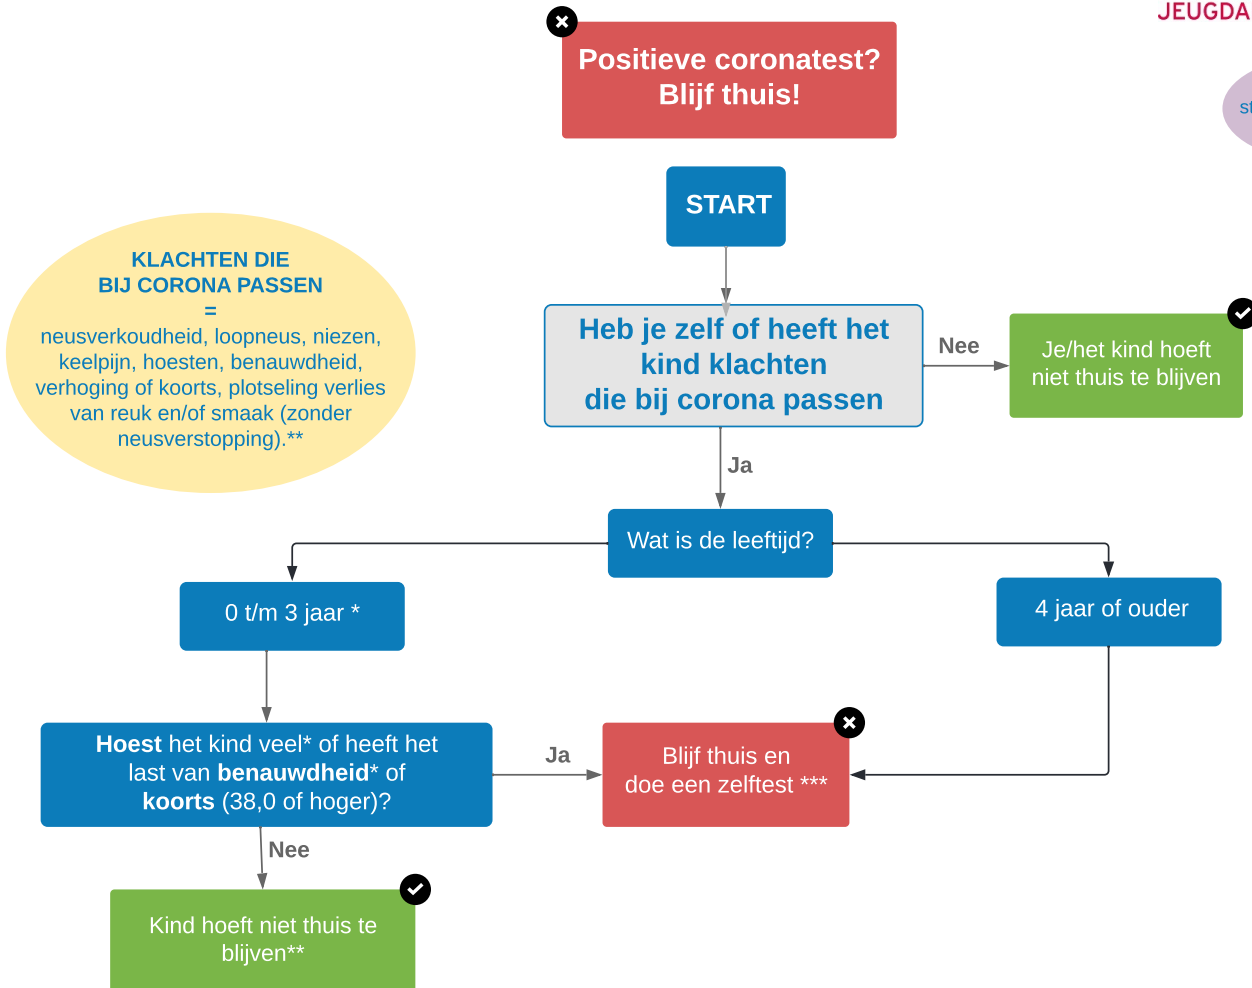 JEUGDA
Positieve coronatest?
Blijf thuis!
st
START
KLACHTEN DIE
BIJ CORONA PASSEN
=
neusverkoudheid, loopneus, niezen,
keelpijn, hoesten, benauwdheid,
verhoging of koorts, plotseling verlies
van reuk en/of smaak (zonder
neusverstopping).**
Heb je zelf of heeft het
kind klachten
die bij corona passen
Nee
Je/het kind hoeft
niet thuis te blijven
Ja
Wat is de leeftijd?
0 t/m 3 jaar *
4 jaar of ouder
Hoest het kind veel* of heeft het
last van benauwdheid* of
koorts (38,0 of hoger)?
Ja
Blijf thuis en
doe een zelftest ***
Nee
Kind hoeft niet thuis te
blijven**